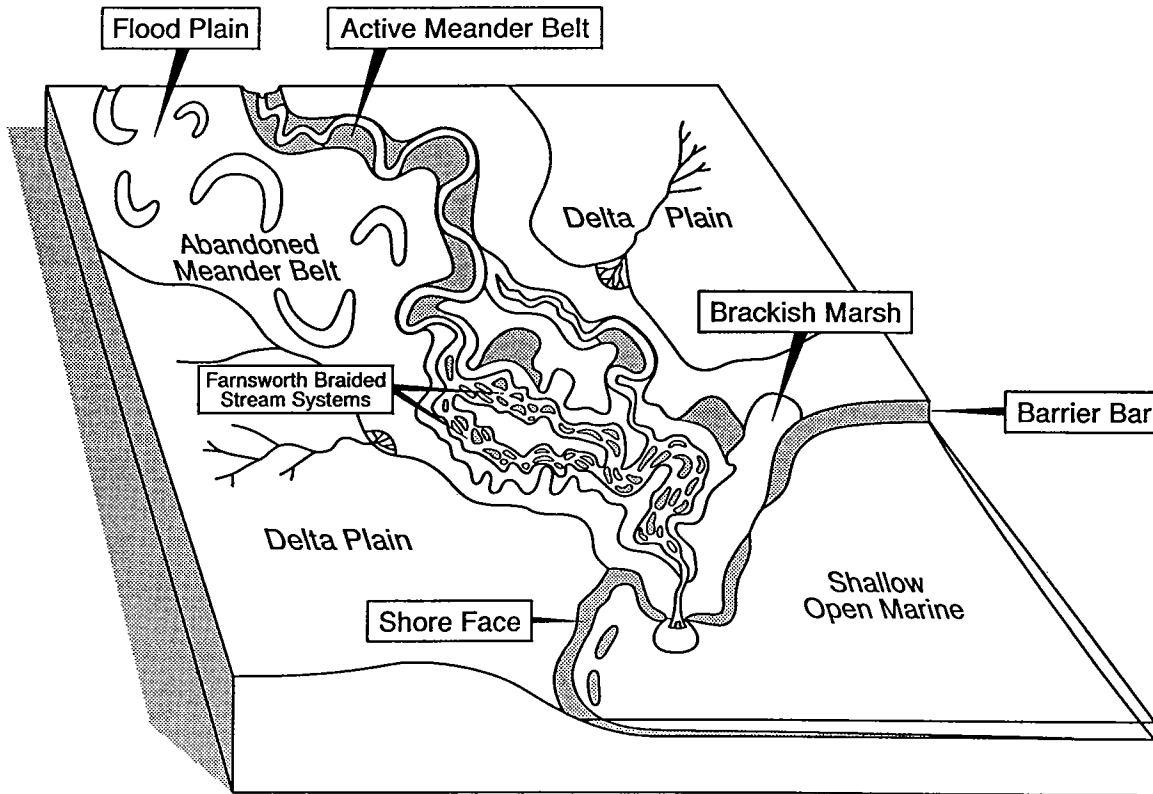 Flood Plain
Active Meander Belt
Delta Plain
Abandoned
Meander Belt
Brackish Marsh
Farnsworth Braided
Stream Systems
Barrier Bar
Delta Plain
Shallow
Open Marine
Shore Face